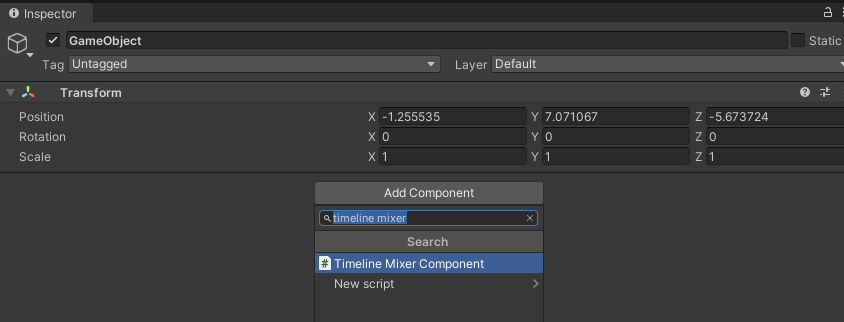 Inspector
GameObject Static
Tag Untagged Layer Default
Transform
Position X -1.255535 Y 7.071067 Z -5.673724
Rotation X 0 Y 0 Z 0
Scale X 1 Y 1 Z 1
Add Component
timeline mixer
Search
# Timeline Mixer Component
New script